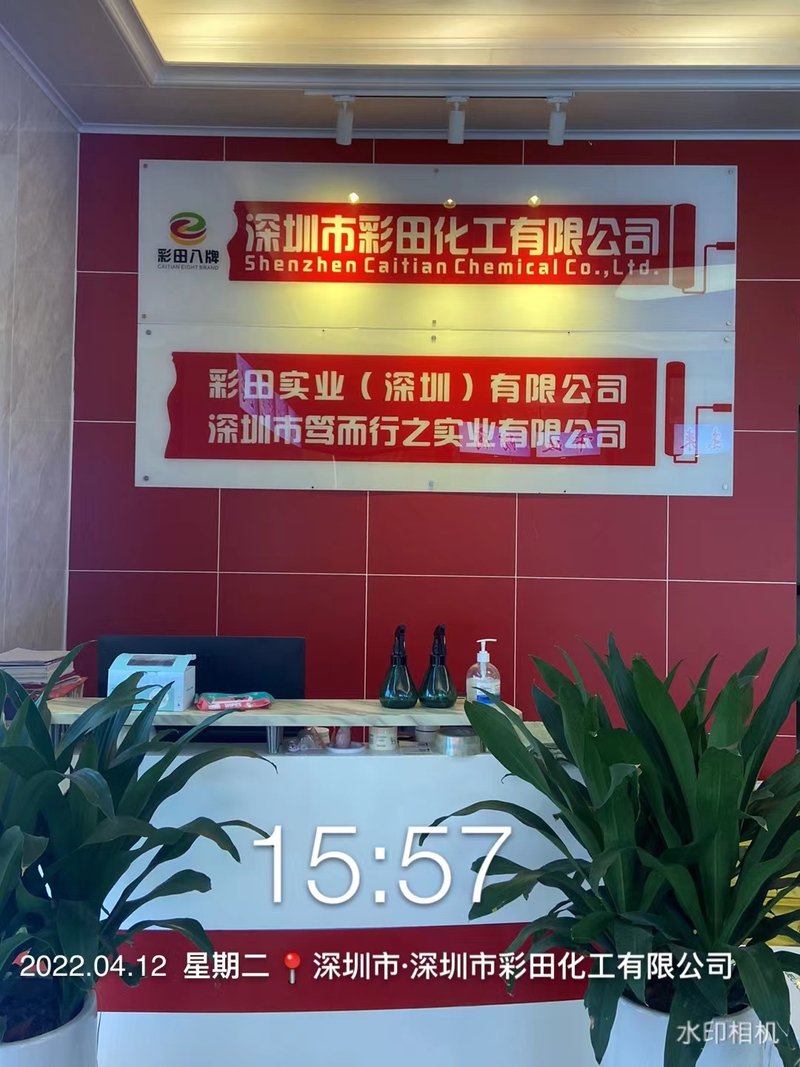 深圳市彩田化工有限公司
Shenzhen Caitian Chemical Co.,Ltd.
彩田八牌
CAITIAN EIGHT BRAND
彩田实业（深圳）有限公司
深圳市笃而行之实业有限公司
15:57
2022.04.12 星期二 深圳市·深圳市彩田化工有限公司
水印相机